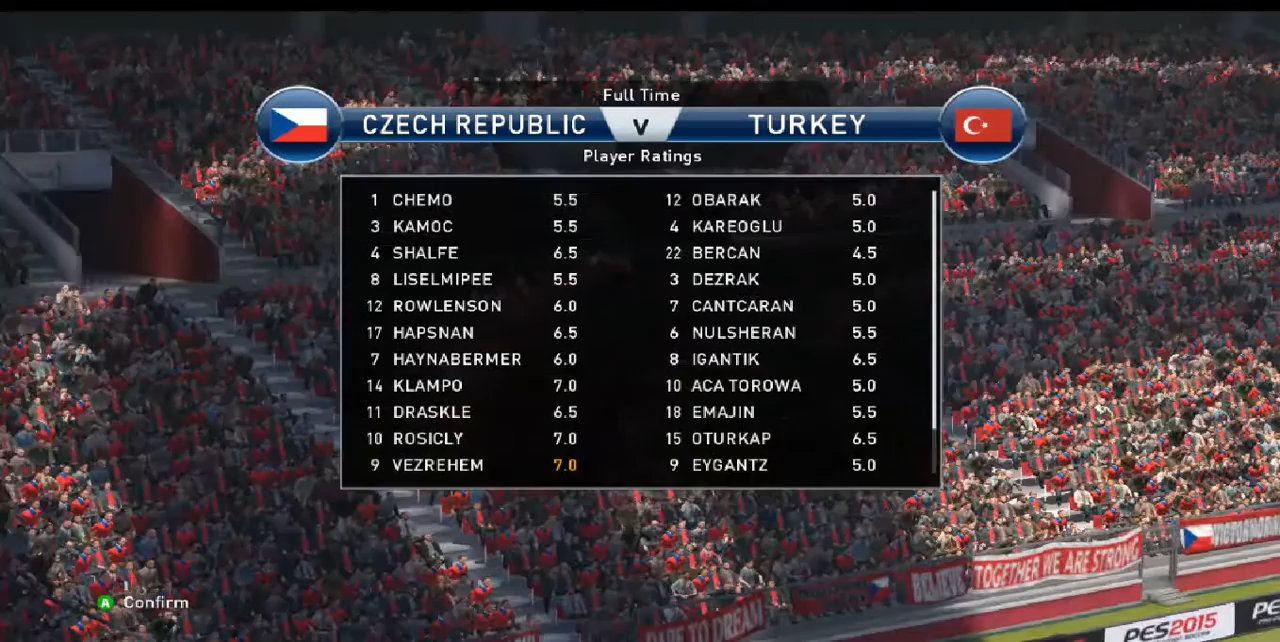 Full Time
CZECH REPUBLIC V TURKEY
Player Ratings
1 CHEMO 5.5 12 OBARAK 5.0
3 KAMOC 5.5 4 KAREOGLU 5.0
4 SHALFE 6.5 22 BERCAN 4.5
8 LISELMIPEE 5.5 3 DEZRAK 5.0
12 ROWLENSON 6.0 7 CANTCARAN 5.0
17 HAPSNAN 6.5 6 NULSHERAN 5.5
7 HAYNABERMER 6.0 8 IGANTIK 6.5
14 KLAMPO 7.0 10 ACA TOROWA 5.0
11 DRASKLE 6.5 18 EMAJIN 5.5
10 ROSICLY 7.0 15 OTURKAP 6.5
9 VEZREHEM 7.0 9 EYGANTZ 5.0
BELIEVE TOGETHER WE ARE STRONG
A Confirm
DARE TO DREAM
PES2015 PE